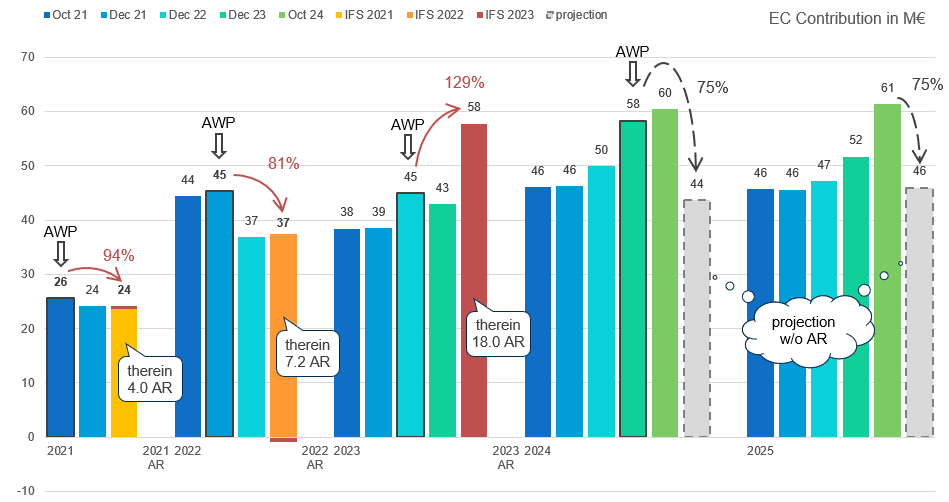 Oct 21 Dec 21 Dec 22 Dec 23 Oct 24 IFS 2021 IFS 2022 IFS 2023 projection
EC Contribution in M€
70
60
50
40
30
20
10
0
-10
AWP
94%
26 24 24
therein
4.0 AR
AWP
81%
44 45 37 37
therein
7.2 AR
AWP
129%
38 39 45 43 58
therein
18.0 AR
AWP
75%
46 46 50 58 60 44
75%
46 46 47 52 61 46
projection
w/o AR
2021 2021 2022 2022 2023 2023 2024 2025
AR AR AR